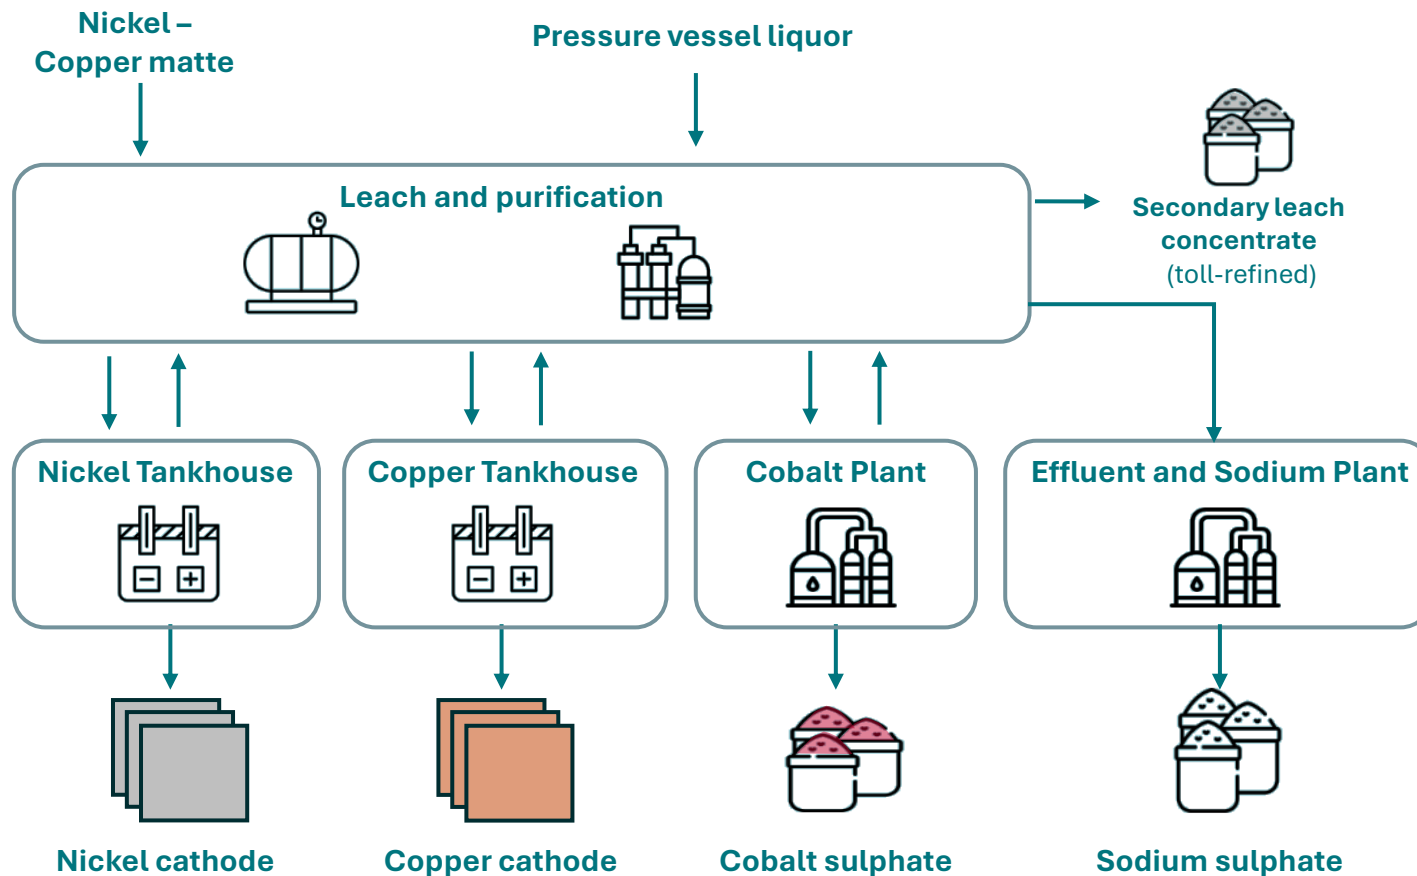 Nickel –
Copper matte
Pressure vessel liquor
Leach and purification
Secondary leach
concentrate
(toll-refined)
Nickel Tankhouse
Copper Tankhouse
Cobalt Plant
Effluent and Sodium Plant
Nickel cathode
Copper cathode
Cobalt sulphate
Sodium sulphate